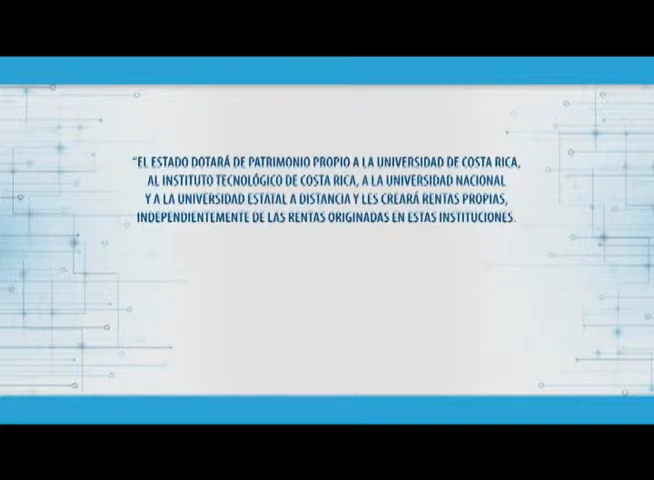 “EL ESTADO DOTARÁ DE PATRIMONIO PROPIO A LA UNIVERSIDAD DE COSTA RICA,
AL INSTITUTO TECNOLÓGICO DE COSTA RICA, A LA UNIVERSIDAD NACIONAL
Y A LA UNIVERSIDAD ESTATAL A DISTANCIA Y LES CREARÁ RENTAS PROPIAS,
INDEPENDIENTEMENTE DE LAS RENTAS ORIGINADAS EN ESTAS INSTITUCIONES.